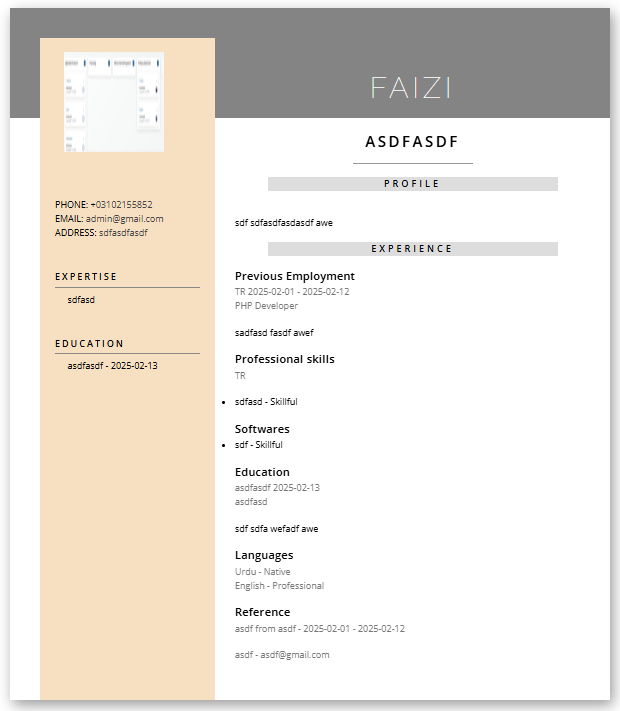 FAIZI
ASDFASDF
PHONE: +03102155852
EMAIL: admin@gmail.com
ADDRESS: sdfasdfasdf
EXPERTISE
sdfasd
EDUCATION
asdfasdf - 2025-02-13
PROFILE
sdf sdfasdfasdasdf awe
EXPERIENCE
Previous Employment
TR 2025-02-01 - 2025-02-12
PHP Developer
sadfasd fasdf awef
Professional skills
TR
• sdfasd - Skillful
Softwares
• sdf - Skillful
Education
asdfasdf 2025-02-13
asdfasd
sdf sdfa wefadf awe
Languages
Urdu - Native
English - Professional
Reference
asdf from asdf - 2025-02-01 - 2025-02-12
asdf - asdf@gmail.com